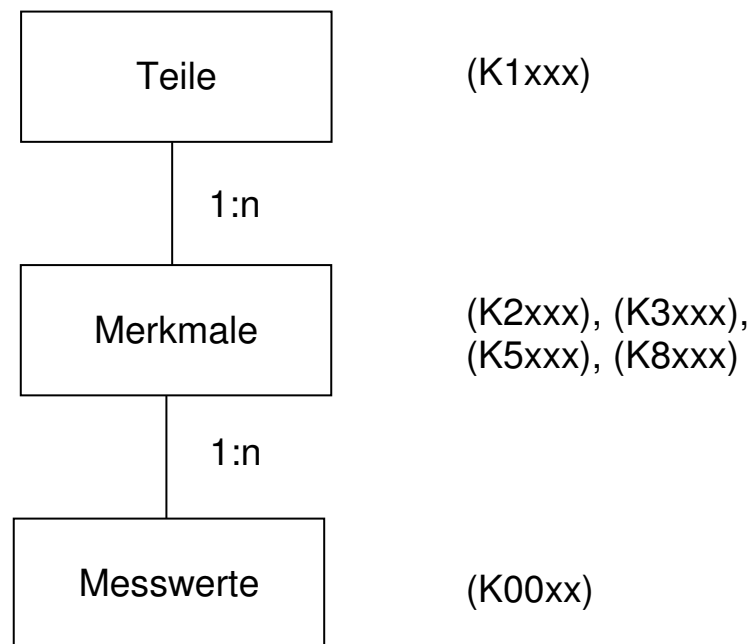 Teile (K1xxx)
1:n
Merkmale (K2xxx), (K3xxx),
(K5xxx), (K8xxx)
1:n
Messwerte (K00xx)